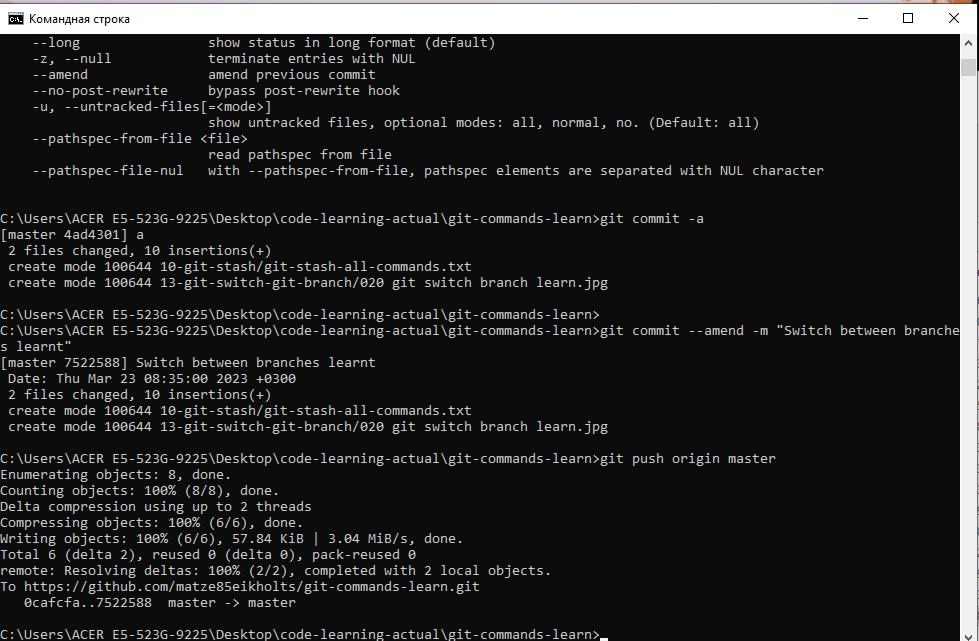 Командная строка
--long                show status in long format (default)
-z, --null            terminate entries with NUL
--amend               amend previous commit
--no-post-rewrite     bypass post-rewrite hook
-u, --untracked-files[=<mode>]
show untracked files, optional modes: all, normal, no. (Default: all)
--pathspec-from-file <file>
read pathspec from file
--pathspec-file-nul   with --pathspec-from-file, pathspec elements are separated with NUL character
C:\Users\ACER E5-523G-9225\Desktop\code-learning-actual\git-commands-learn>git commit -a
[master 4ad4301] a
2 files changed, 10 insertions(+)
create mode 100644 10-git-stash/git-stash-all-commands.txt
create mode 100644 13-git-switch-git-branch/020 git switch branch learn.jpg
C:\Users\ACER E5-523G-9225\Desktop\code-learning-actual\git-commands-learn>
C:\Users\ACER E5-523G-9225\Desktop\code-learning-actual\git-commands-learn>git commit --amend -m "Switch between branche
s learnt"
[master 7522588] Switch between branches learnt
Date: Thu Mar 23 08:35:00 2023 +0300
2 files changed, 10 insertions(+)
create mode 100644 10-git-stash/git-stash-all-commands.txt
create mode 100644 13-git-switch-git-branch/020 git switch branch learn.jpg
C:\Users\ACER E5-523G-9225\Desktop\code-learning-actual\git-commands-learn>git push origin master
Enumerating objects: 8, done.
Counting objects: 100% (8/8), done.
Delta compression using up to 2 threads
Compressing objects: 100% (6/6), done.
Writing objects: 100% (6/6), 57.84 KiB | 3.04 MiB/s, done.
Total 6 (delta 2), reused 0 (delta 0), pack-reused 0
remote: Resolving deltas: 100% (2/2), completed with 2 local objects.
To https://github.com/matze85eikholts/git-commands-learn.git
0cafcfa..7522588  master -> master
C:\Users\ACER E5-523G-9225\Desktop\code-learning-actual\git-commands-learn>